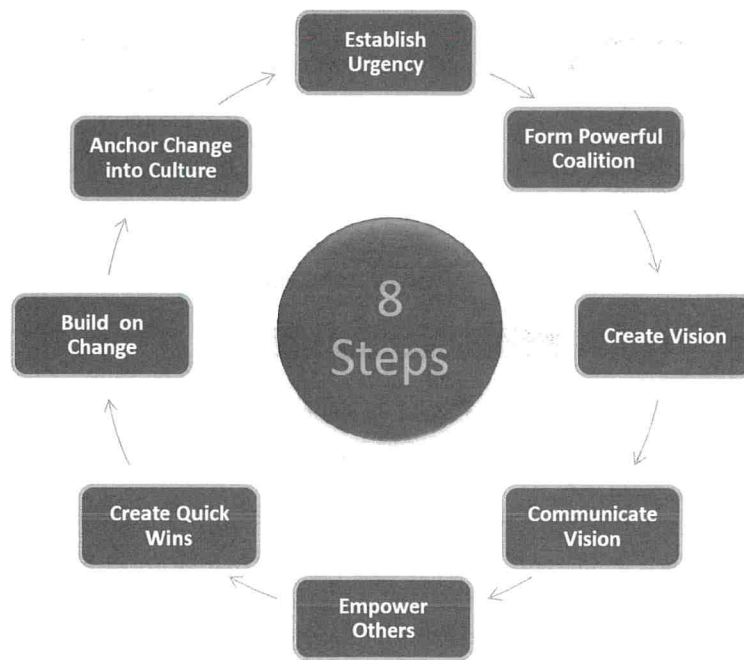 Establish
Urgency
Form Powerful
Coalition
Create Vision
Communicate
Vision
Empower
Others
Create Quick
Wins
Build on
Change
Anchor Change
into Culture
8
Steps